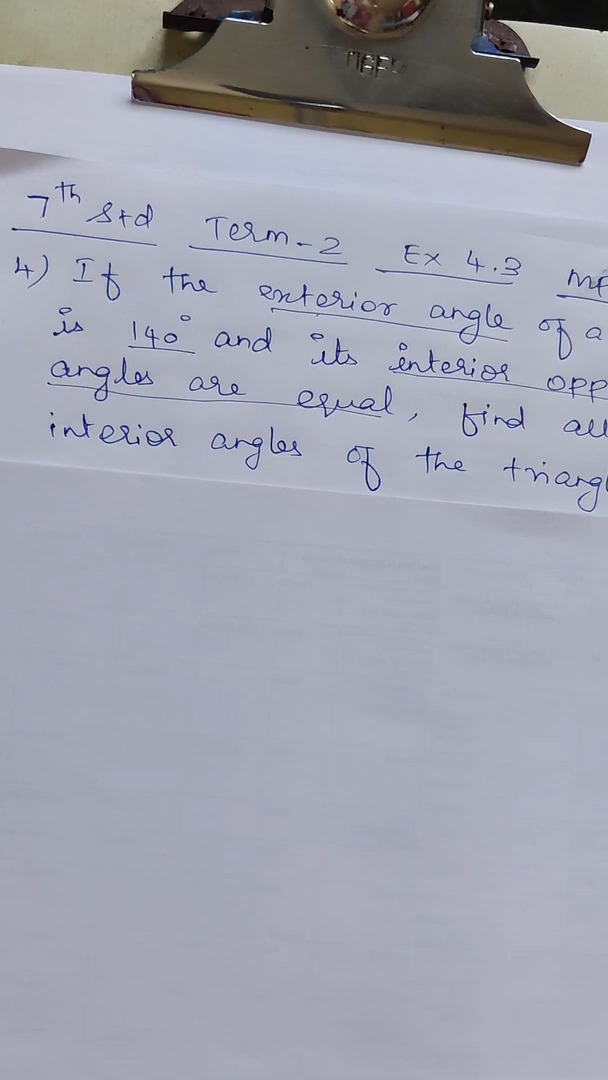 7th Std Term-2 Ex 4.3
4) If the exterior angle of a
is 140° and its interior opp
angles are equal, find all
interior angles of the triangl